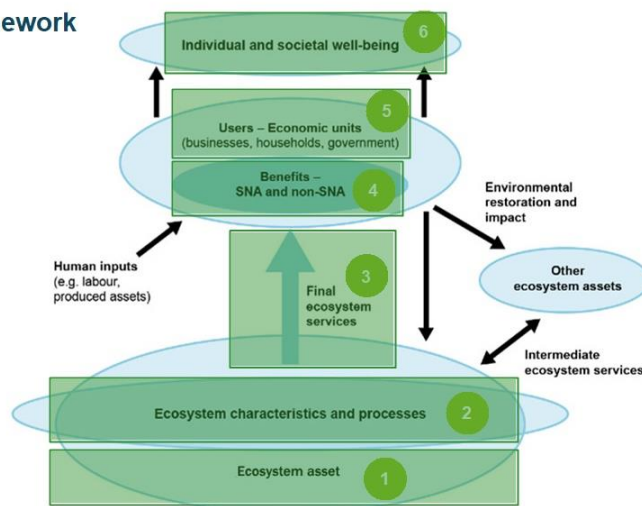 ework
Individual and societal well-being
6
5
Users – Economic units
(businesses, households, government)
Benefits –
SNA and non-SNA
4
Environmental
restoration and
impact
Human inputs
(e.g. labour,
produced assets)
3
Final
ecosystem
services
Other
ecosystem assets
Intermediate
ecosystem services
Ecosystem characteristics and processes
2
Ecosystem asset
1